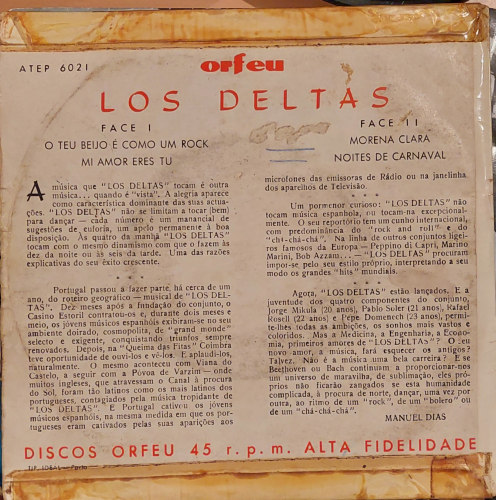 ATEP 6021
orfeu
LOS DELTAS
FACE I
O TEU BEIJO É COMO UM ROCK
MI AMOR ERES TU
FACE II
MORENA CLARA
NOITES DE CARNAVAL
A música que "LOS DELTAS" tocam é outra
música... quando é "vista". A alegria aparece
como característica dominante das suas actua-
ções. "LOS DELTAS" não se limitam a tocar (bem)
para dançar — cada número é um manancial de
sugestões de euforia, um apelo permanente à boa
disposição. Às quatro da manhã "LOS DELTAS"
tocam com o mesmo dinamismo com que o fazem às
dez da noite ou às seis da tarde. Uma das razões
explicativas do seu êxito crescente.
Portugal passou a fazer parte, há cerca de um
ano, do roteiro geográfico — musical de "LOS DEL-
TAS". Dez meses após a fundação do conjunto, o
Casino Estoril contratou-os e, durante dois meses e
meio, os jóvens músicos espanhóis exibiram-se no seu
ambiente doirado, cosmopolita, de "grand monde"
selecto e exigente, conquistando triunfos sempre
renovados. Depois, na "Queima das Fitas" Coimbra
teve oportunidade de ouvi-los e vê-los. E aplaudi-los,
naturalmente. O mesmo aconteceu com Viana do
Castelo, a seguir com a Póvoa de Varzim — onde
muitos ingleses, que atravessam o Canal à procura
do Sol, foram tão latinos como os mais latinos dos
portugueses, contagiados pela música tropidante de
"LOS DELTAS". E Portugal cativou os jóvens
músicos espanhóis, na mesma medida em que os por-
tugueses eram cativados pelas suas aparições aos
microfones das emissoras de Rádio ou na janelinha
dos aparelhos de Televisão.
* * *
Um pormenor curioso: "LOS DELTAS" não
tocam música espanhola, ou tocam-na excepcional-
mente. O seu reportório tem um cunho internacional,
com predominância do "rock and roll" e do
"chá-chá-chá". Na linha de outros conjuntos ligei-
ros famosos da Europa — Peppino di Capri, Marino
Marini, Bob Azzam... — "LOS DELTAS" procuram
impor-se pelo seu estilo próprio, interpretando a seu
modo os grandes "hits" mundiais.
* * *
Agora, "LOS DELTAS" estão lançados. E a
juventude dos quatro componentes do conjunto,
Jorge Mikula (20 anos), Pablo Soler (21 anos), Rafael
Rosell (22 anos) e Pepe Domenech (23 anos), permi-
te-lhes todas as ambições, os sonhos mais vastos e
coloridos. Mas a Medicina, a Engenharia, a Econo-
mia, primeiros amores de "LOS DELTAS"? O seu
novo amor, a música, fará esquecer os antigos?
Talvez. Não é a música uma bela carreira? E se
Beethoven ou Bach continuam a proporcionar-nos
um universo de maravilha, de sublimação, eles pró-
prios não ficarão zangados se esta humanidade
complicada, à procura de norte, dançar, uma vez por
outra, ao ritmo de um "rock", de um "bolero" ou
de um "chá-chá-chá".
MANUEL DIAS
DISCOS ORFEU 45 r.p.m. ALTA FIDELIDADE
TIP. IDEAL — Porto